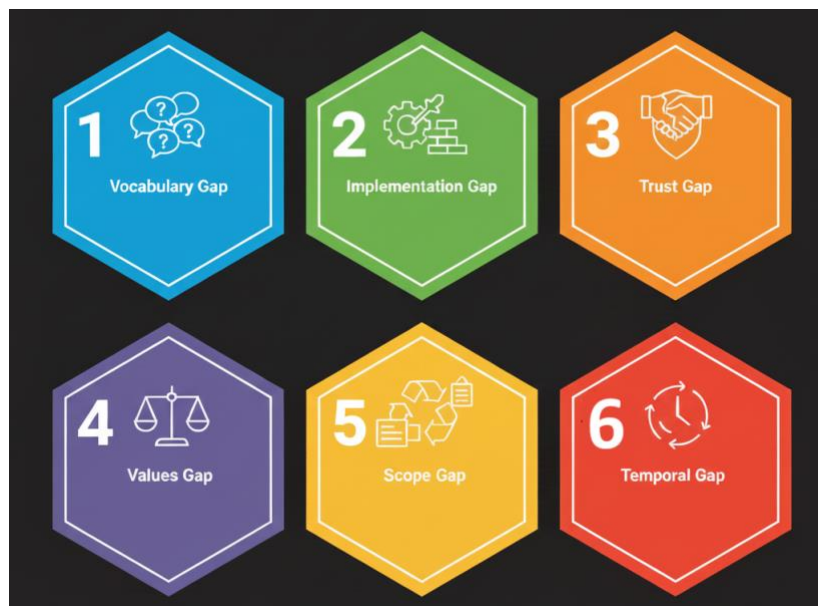 1
Vocabulary Gap
2
Implementation Gap
3
Trust Gap
4
Values Gap
5
Scope Gap
6
Temporal Gap